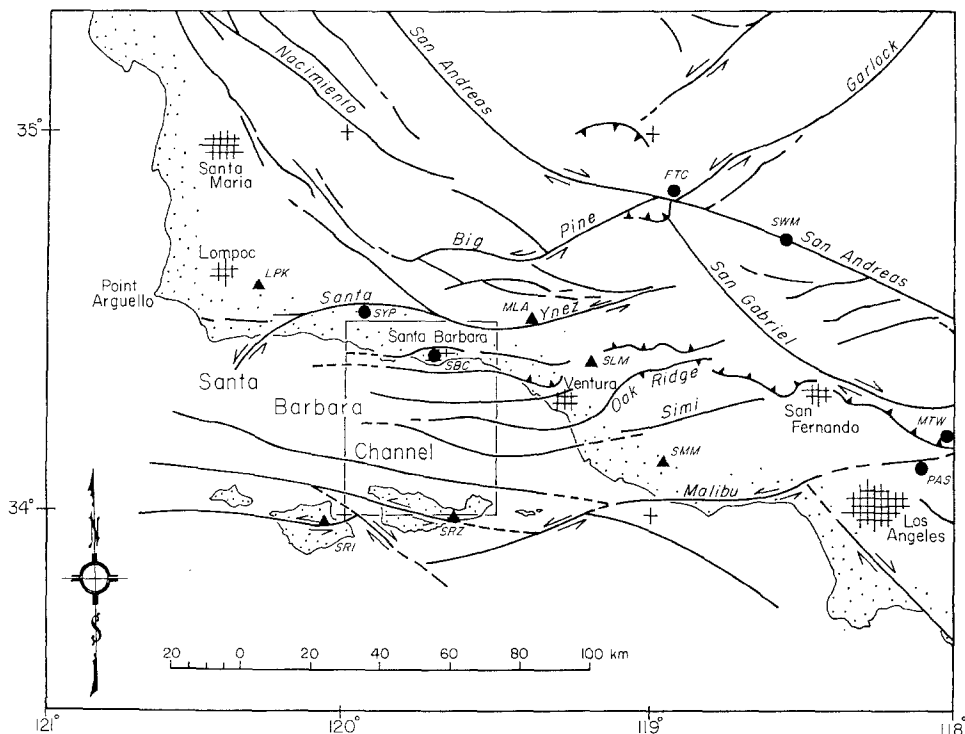 San Andreas
Nacimiento
Garlock
35°
Santa
Maria
FTC
Pine
SWM
Big
San Andreas
Lompoc
LPK
Point
Arguello
San Gabriel
Santa
MLA
Ynez
SYP
Santa Barbara
SBC
SLM
Santa
Ventura
Oak Ridge
Barbara
Simi
San
Fernando
MTW
Channel
SMM
PAS
34°
Malibu
Los
Angeles
SRI
SRZ
N
S
20 0 20 40 60 80 100 km
121°
120°
119°
118°